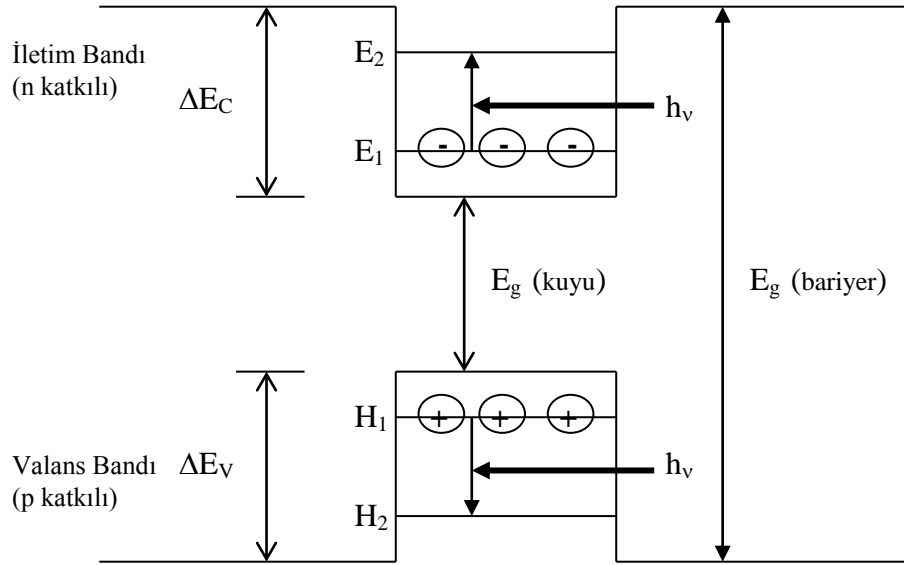 İletim Bandı
(n katkılı)
ΔE_C
E₂
h_ν
E₁
- - -
E_g (kuyu)
E_g (bariyer)
H₁
+ + +
Valans Bandı
(p katkılı)
ΔE_V
h_ν
H₂